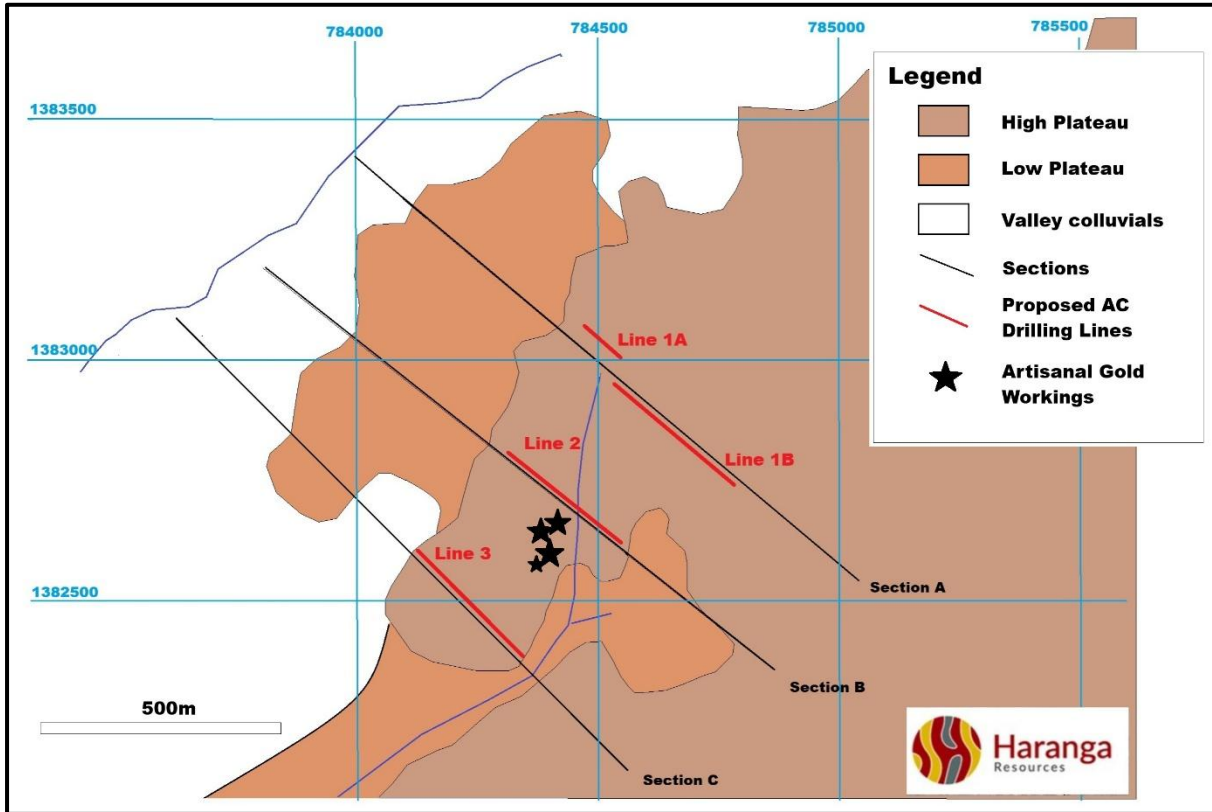 784000
784500
785000
785500
1383500
1383000
1382500
Legend
High Plateau
Low Plateau
Valley colluvials
Sections
Proposed AC
Drilling Lines
Artisanal Gold
Workings
Line 1A
Line 1B
Line 2
Line 3
Section A
Section B
Section C
500m
Haranga
Resources